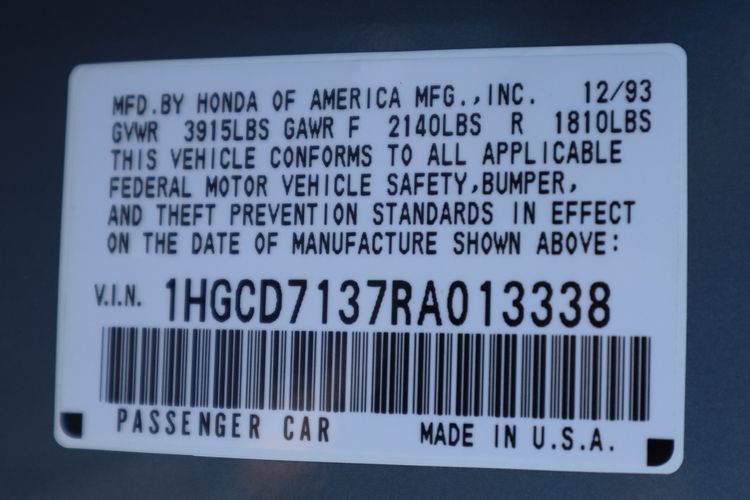 MFD.BY HONDA OF AMERICA MFG.,INC. 12/93
GVWR 3915LBS GAWR F 2140LBS R 1810LBS
THIS VEHICLE CONFORMS TO ALL APPLICABLE
FEDERAL MOTOR VEHICLE SAFETY,BUMPER,
AND THEFT PREVENTION STANDARDS IN EFFECT
ON THE DATE OF MANUFACTURE SHOWN ABOVE:
V.I.N. 1HGCD7137RA013338
PASSENGER CAR MADE IN U.S.A.